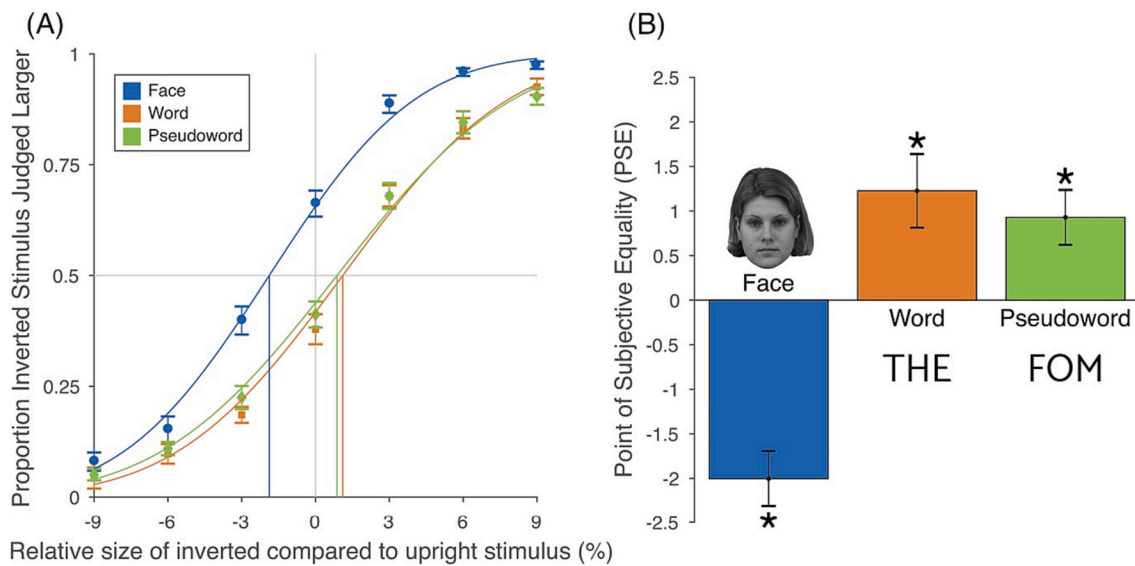 (A)
Proportion Inverted Stimulus Judged Larger
1
0.75
0.5
0.25
0
Face
Word
Pseudoword
-9 -6 -3 0 3 6 9
Relative size of inverted compared to upright stimulus (%)
(B)
Point of Subjective Equality (PSE)
2.5
2
1.5
1
0.5
0
-0.5
-1
-1.5
-2
-2.5
*
*
*
Face
Word
Pseudoword
THE
FOM